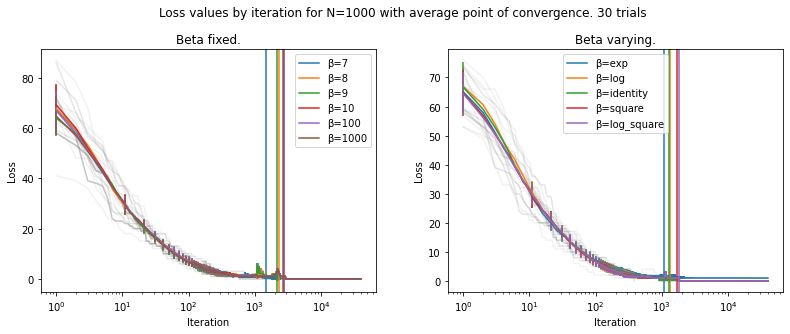 Loss values by iteration for N=1000 with average point of convergence. 30 trials
Beta fixed.
β=7
β=8
β=9
β=10
β=100
β=1000
80
60
40
20
0
Loss
10⁰
10¹
10²
10³
10⁴
Iteration
Beta varying.
β=exp
β=log
β=identity
β=square
β=log_square
70
60
50
40
30
20
10
0
Loss
10⁰
10¹
10²
10³
10⁴
Iteration